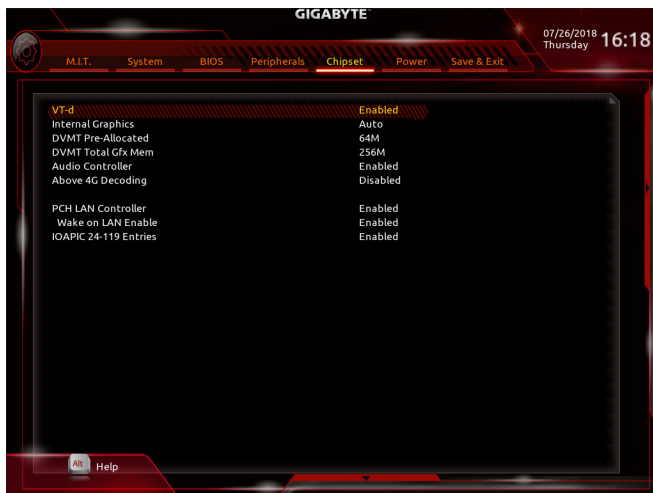 GIGABYTE™
07/26/2018 16:18
Thursday
M.I.T. System BIOS Peripherals Chipset Power Save & Exit
VT-d Enabled
Internal Graphics Auto
DVMT Pre-Allocated 64M
DVMT Total Gfx Mem 256M
Audio Controller Enabled
Above 4G Decoding Disabled
PCH LAN Controller Enabled
Wake on LAN Enable Enabled
IOAPIC 24-119 Entries Enabled
Alt Help